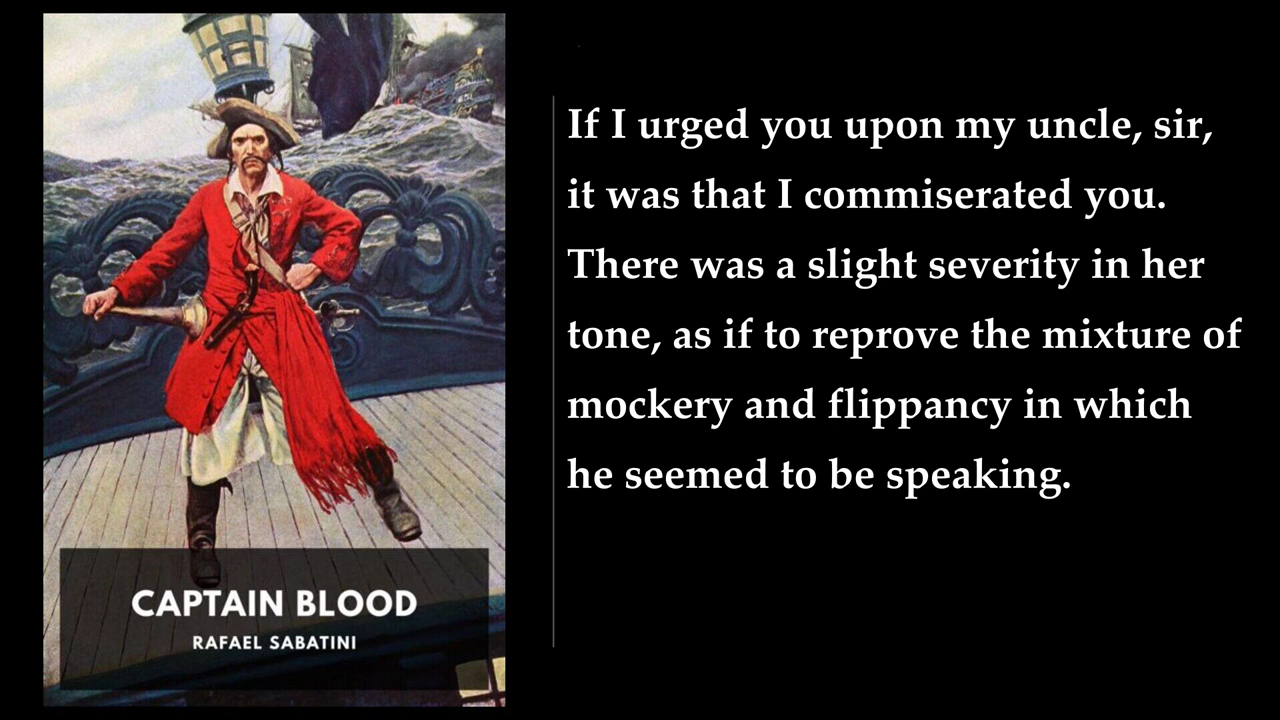 CAPTAIN BLOOD
RAFAEL SABATINI
If I urged you upon my uncle, sir,
it was that I commiserated you.
There was a slight severity in her
tone, as if to reprove the mixture of
mockery and flippancy in which
he seemed to be speaking.